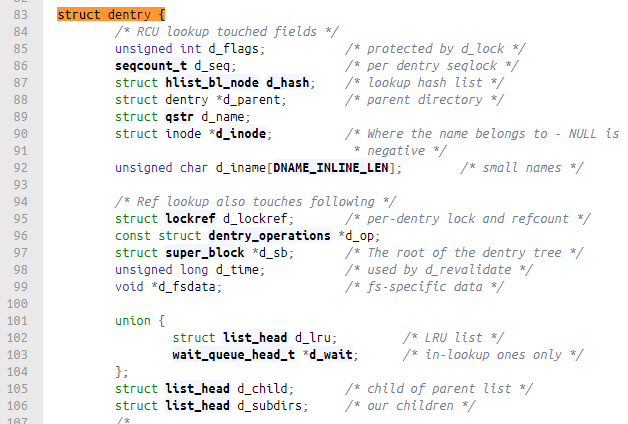 83 struct dentry {
84 /* RCU lookup touched fields */
85 unsigned int d_flags; /* protected by d_lock */
86 seqcount_t d_seq; /* per dentry seqlock */
87 struct hlist_bl_node d_hash; /* lookup hash list */
88 struct dentry *d_parent; /* parent directory */
89 struct qstr d_name;
90 struct inode *d_inode; /* Where the name belongs to - NULL is
91 * negative */
92 unsigned char d_iname[DNAME_INLINE_LEN]; /* small names */
93
94 /* Ref lookup also touches following */
95 struct lockref d_lockref; /* per-dentry lock and refcount */
96 const struct dentry_operations *d_op;
97 struct super_block *d_sb; /* The root of the dentry tree */
98 unsigned long d_time; /* used by d_revalidate */
99 void *d_fsdata; /* fs-specific data */
100
101 union {
102 struct list_head d_lru; /* LRU list */
103 wait_queue_head_t *d_wait; /* in-lookup ones only */
104 };
105 struct list_head d_child; /* child of parent list */
106 struct list_head d_subdirs; /* our children */
107 /*